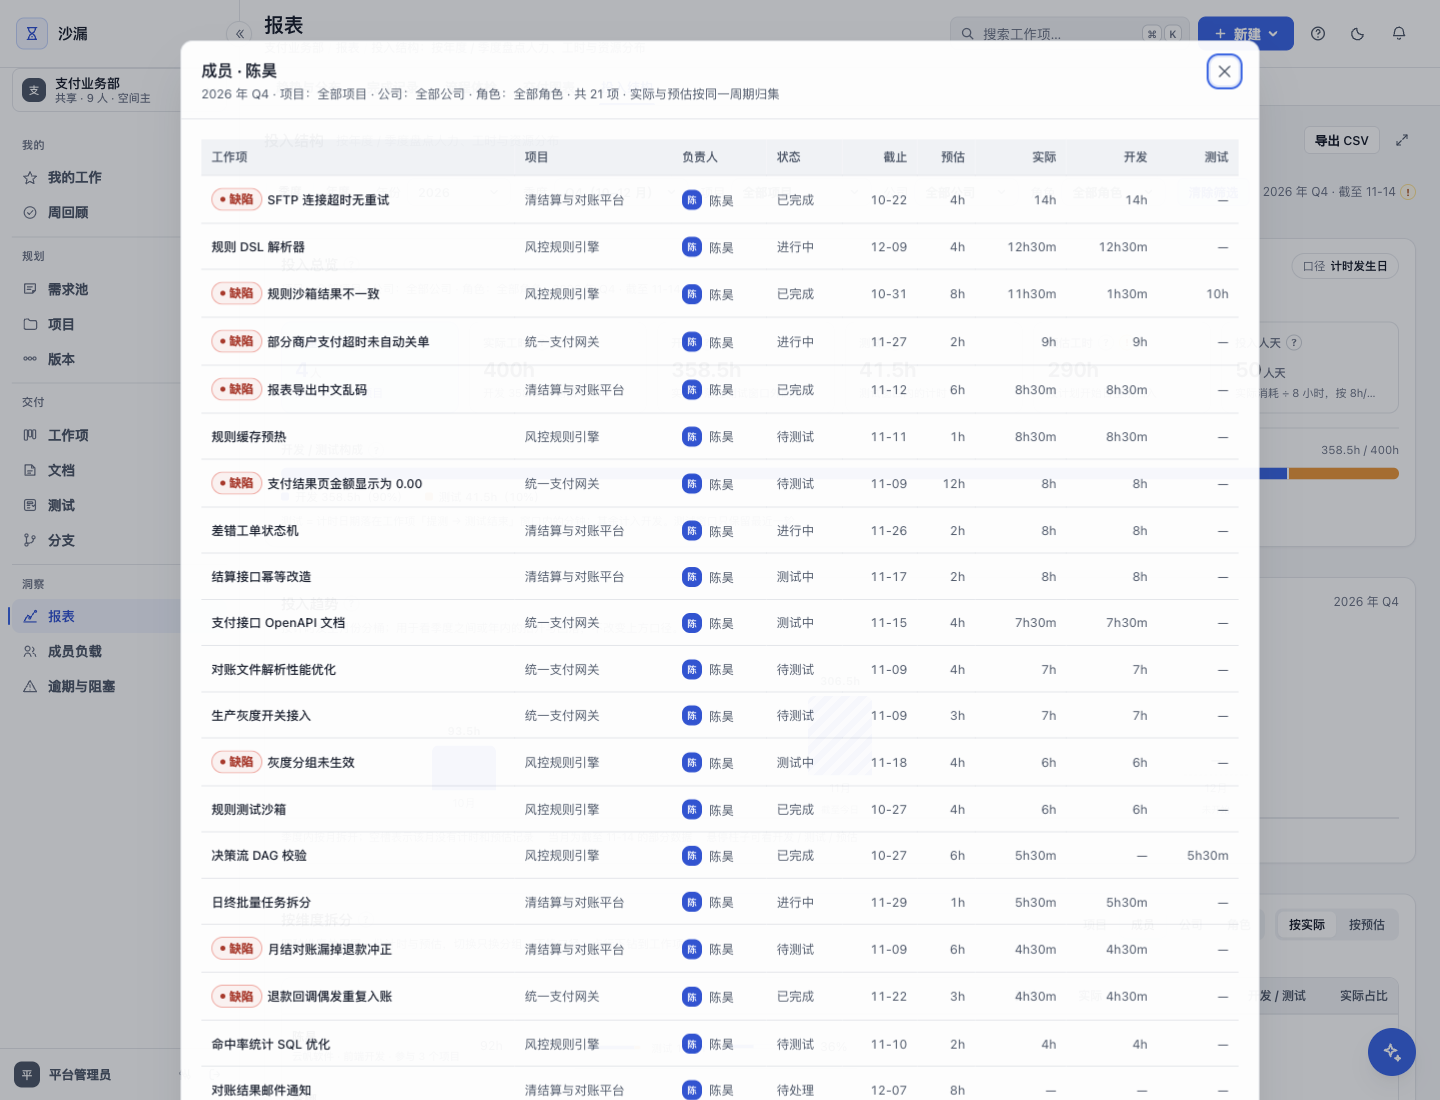 沙漏
支
支付业务部
共享 · 9 人 · 空间主
我的
我的工作
周回顾
规划
需求池
项目
版本
交付
工作项
文档
测试
分支
洞察
报表
成员负载
逾期与阻塞
平
平台管理员
报表
搜索工作项...
⌘ K
新建
导出 CSV
2026 年 Q4 · 截至 11-14
口径 计时发生日
人天
人天
消耗 ÷ 8 小时，按 8h/...
358.5h / 400h
2026 年 Q4
按实际 按预估
发 / 测试 实际占比
成员 · 陈昊
2026 年 Q4 · 项目：全部项目 · 公司：全部公司 · 角色：全部角色 · 共 21 项 · 实际与预估按同一周期归集
工作项 项目 负责人 状态 截止 预估 实际 开发 测试
缺陷 SFTP 连接超时无重试 清结算与对账平台 陈 陈昊 已完成 10-22 4h 14h 14h —
规则 DSL 解析器 风控规则引擎 陈 陈昊 进行中 12-09 4h 12h30m 12h30m —
缺陷 规则沙箱结果不一致 风控规则引擎 陈 陈昊 已完成 10-31 8h 11h30m 1h30m 10h
缺陷 部分商户支付超时未自动关单 统一支付网关 陈 陈昊 进行中 11-27 2h 9h 9h —
缺陷 报表导出中文乱码 清结算与对账平台 陈 陈昊 已完成 11-12 6h 8h30m 8h30m —
规则缓存预热 风控规则引擎 陈 陈昊 待测试 11-11 1h 8h30m 8h30m —
缺陷 支付结果页金额显示为 0.00 统一支付网关 陈 陈昊 待测试 11-09 12h 8h 8h —
差错工单状态机 清结算与对账平台 陈 陈昊 进行中 11-26 2h 8h 8h —
结算接口幂等改造 清结算与对账平台 陈 陈昊 测试中 11-17 2h 8h 8h —
支付接口 OpenAPI 文档 统一支付网关 陈 陈昊 测试中 11-15 4h 7h30m 7h30m —
对账文件解析性能优化 统一支付网关 陈 陈昊 待测试 11-09 4h 7h 7h —
生产灰度开关接入 统一支付网关 陈 陈昊 待测试 11-09 3h 7h 7h —
缺陷 灰度分组未生效 风控规则引擎 陈 陈昊 测试中 11-18 4h 6h 6h —
规则测试沙箱 风控规则引擎 陈 陈昊 已完成 10-27 4h 6h 6h —
决策流 DAG 校验 风控规则引擎 陈 陈昊 已完成 10-27 6h 5h30m — 5h30m
日终批量任务拆分 清结算与对账平台 陈 陈昊 进行中 11-29 1h 5h30m 5h30m —
缺陷 月结对账漏掉退款冲正 清结算与对账平台 陈 陈昊 待测试 11-09 6h 4h30m 4h30m —
缺陷 退款回调偶发重复入账 统一支付网关 陈 陈昊 已完成 11-22 3h 4h30m 4h30m —
命中率统计 SQL 优化 风控规则引擎 陈 陈昊 待测试 11-10 2h 4h 4h —
对账结果邮件通知 清结算与对账平台 陈 陈昊 待处理 12-07 8h — — —